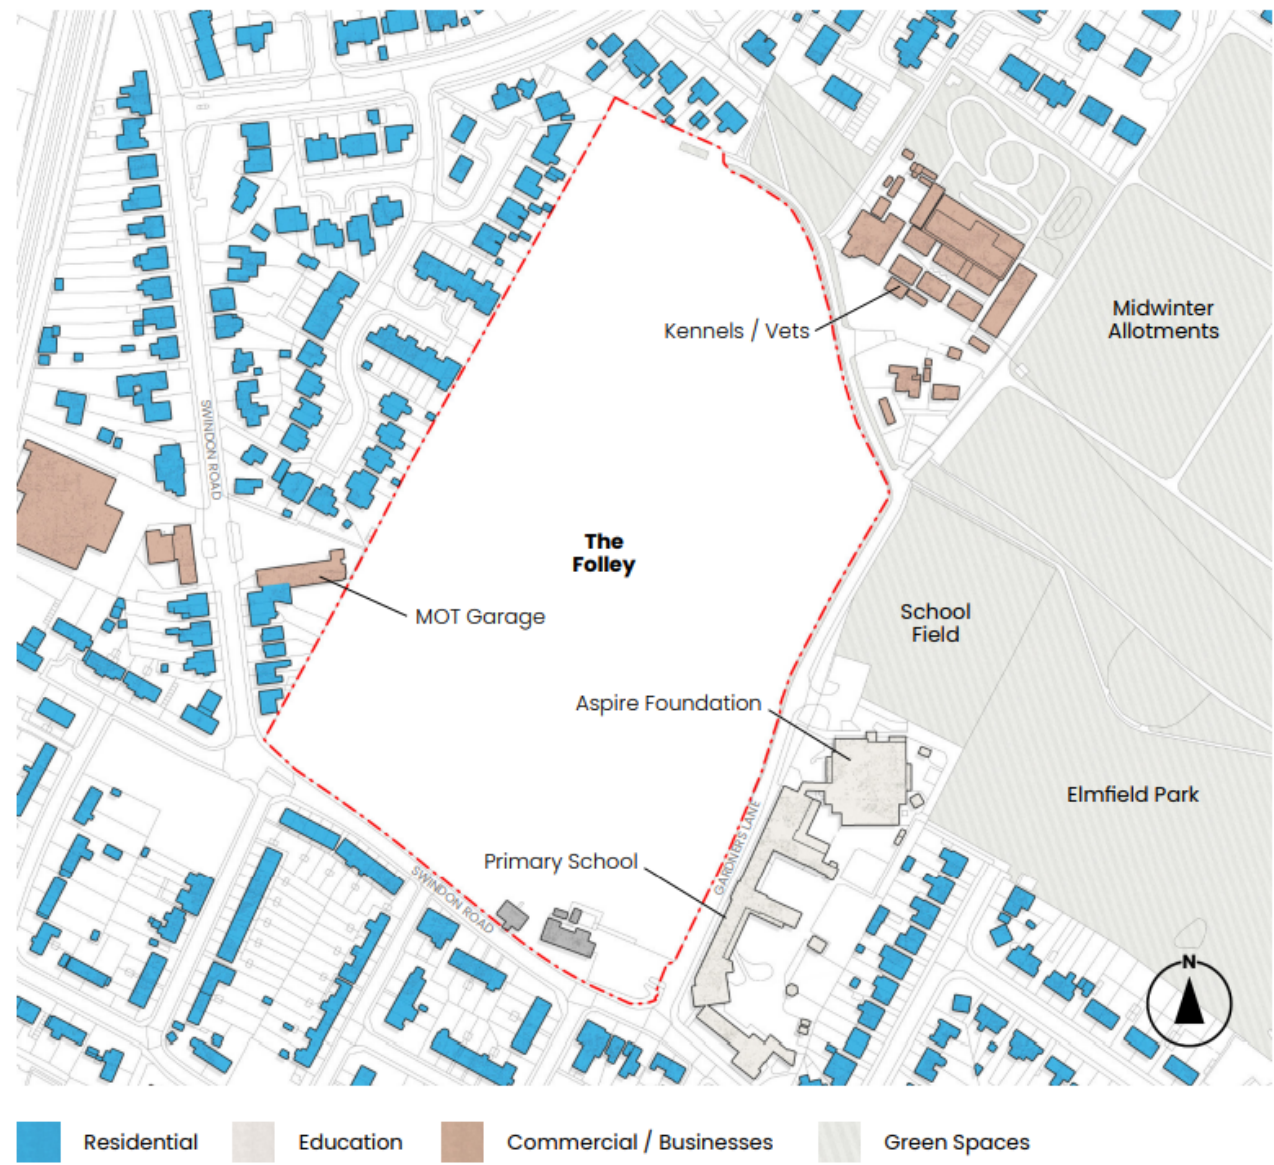 Kennels / Vets
Midwinter
Allotments
SWINDON ROAD
The
Folley
MOT Garage
School
Field
Aspire Foundation
Elmfield Park
GARDNERS LANE
Primary School
SWINDON ROAD
N
Residential
Education
Commercial / Businesses
Green Spaces